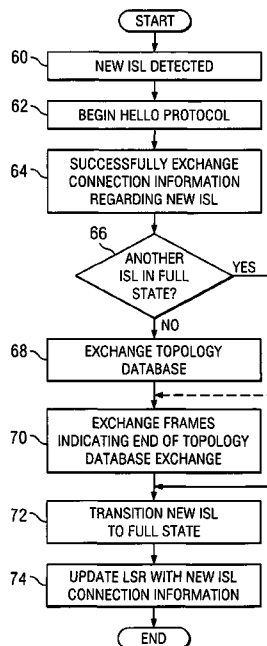 START
60
NEW ISL DETECTED
62
BEGIN HELLO PROTOCOL
64
SUCCESSFULLY EXCHANGE
CONNECTION INFORMATION
REGARDING NEW ISL
66
ANOTHER
ISL IN FULL
STATE?
YES
NO
68
EXCHANGE TOPOLOGY
DATABASE
70
EXCHANGE FRAMES
INDICATING END OF TOPOLOGY
DATABASE EXCHANGE
72
TRANSITION NEW ISL
TO FULL STATE
74
UPDATE LSR WITH NEW ISL
CONNECTION INFORMATION
END